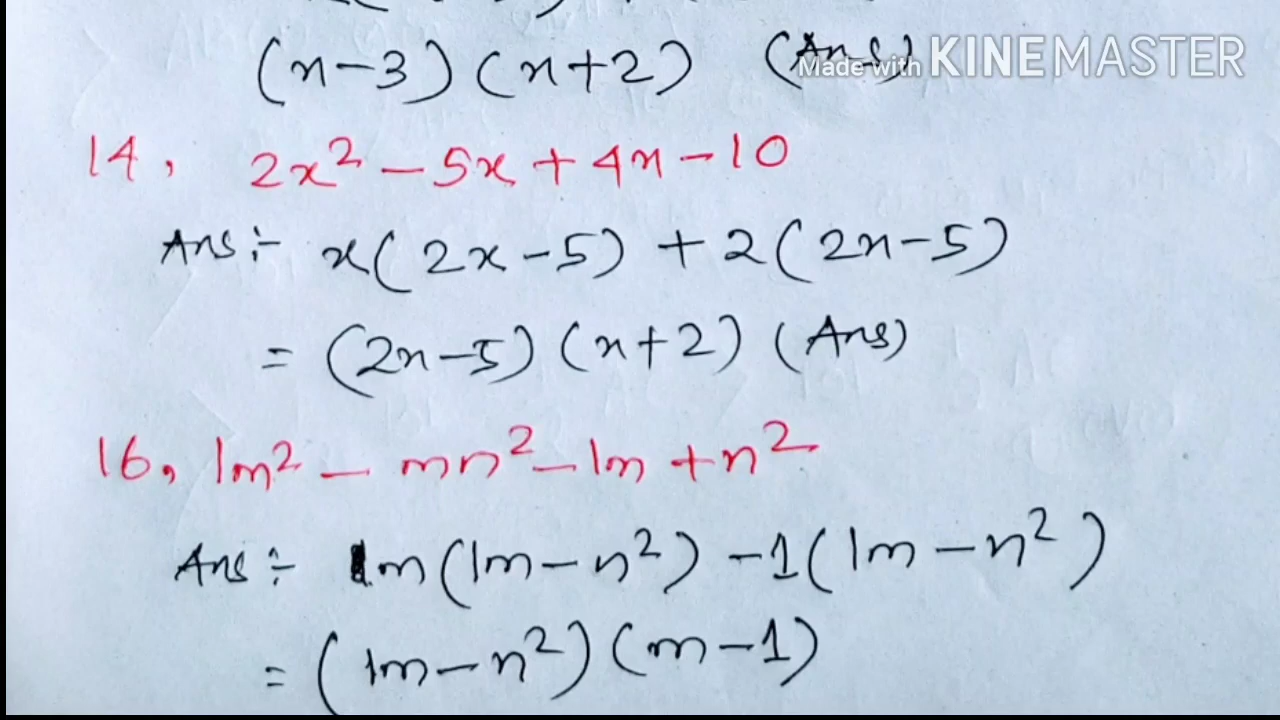 (x-3) (x+2) (Ans)
Made with KINEMASTER
14, 2x² - 5x + 4x - 10
Ans :- x(2x-5) +2(2x-5)
= (2x-5) (x+2) (Ans)
16, lm² - mn² - lm + n²
Ans :- m(lm-n²) -1(lm-n²)
= (lm-n²) (m-1)